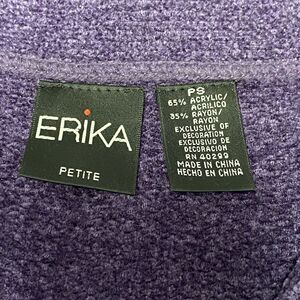 ERIKA
PETITE
PS
65% ACRYLIC/
ACRILICO
35% RAYON/
RAYON
EXCLUSIVE OF
DECORATION
EXCLUSIVO DE
DECORACION
RN 40299
MADE IN CHINA
HECHO EN CHINA